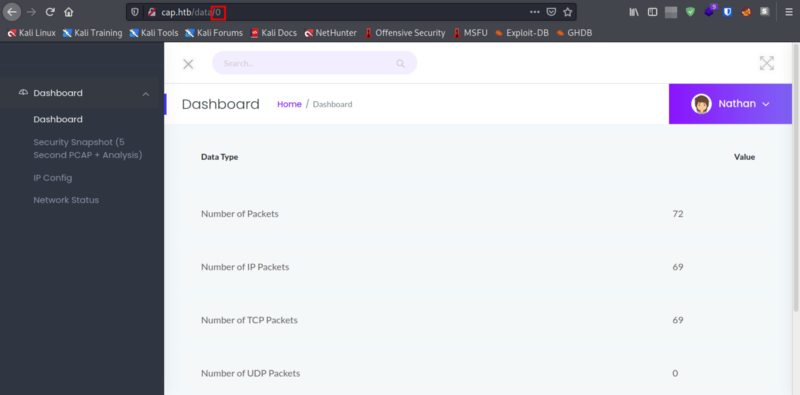 cap.htb/data/0
5
Kali Linux Kali Training Kali Tools Kali Forums Kali Docs NetHunter Offensive Security MSFU Exploit-DB GHDB
Search...
Dashboard
Dashboard
Security Snapshot (5
Second PCAP + Analysis)
IP Config
Network Status
Dashboard Home / Dashboard
Nathan
Data Type Value
Number of Packets 72
Number of IP Packets 69
Number of TCP Packets 69
Number of UDP Packets 0